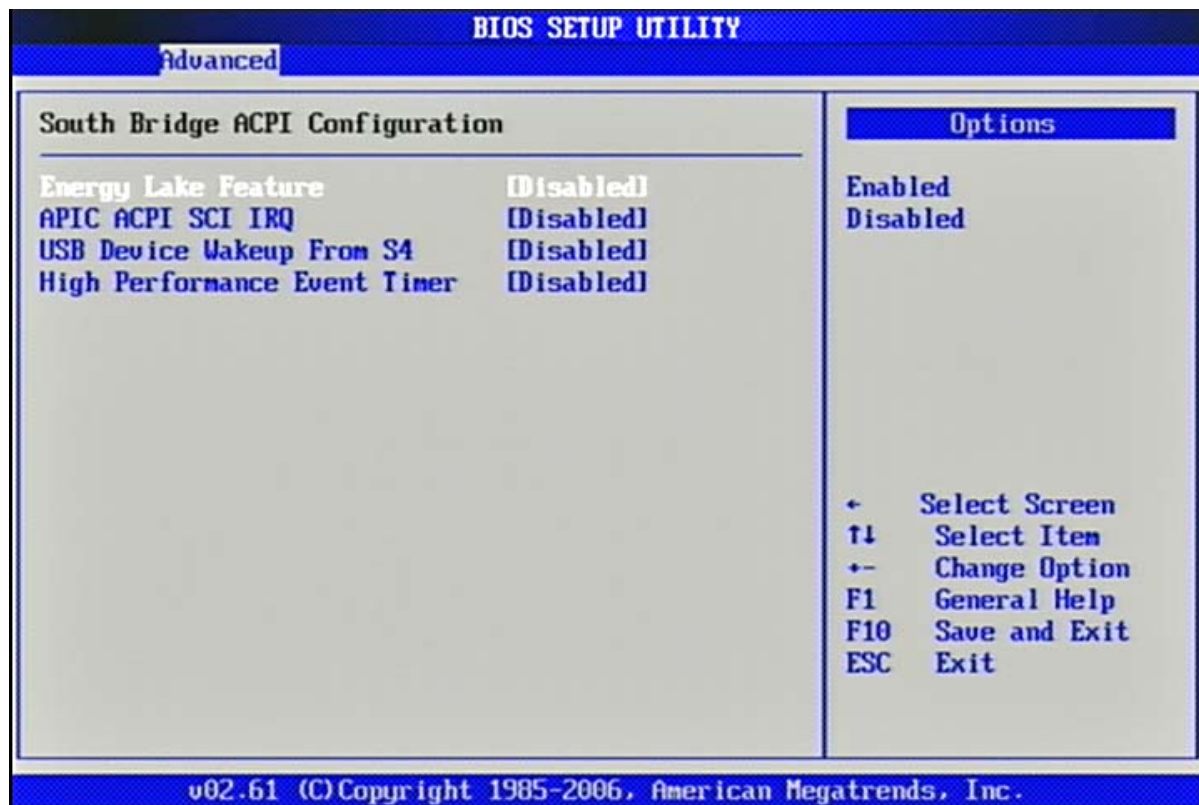 BIOS SETUP UTILITY
Advanced
South Bridge ACPI Configuration
Energy Lake Feature [Disabled]
APIC ACPI SCI IRQ [Disabled]
USB Device Wakeup From S4 [Disabled]
High Performance Event Timer [Disabled]
Options
Enabled
Disabled
← Select Screen
↑↓ Select Item
+- Change Option
F1 General Help
F10 Save and Exit
ESC Exit
v02.61 (C)Copyright 1985-2006, American Megatrends, Inc.